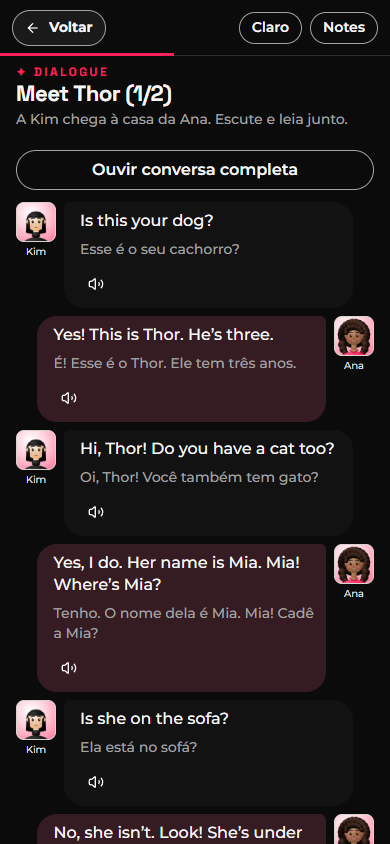 ← Voltar
Claro
Notes
✦ DIALOGUE
Meet Thor (1/2)
A Kim chega à casa da Ana. Escute e leia junto.
Ouvir conversa completa
Is this your dog?
Esse é o seu cachorro?
Kim
Yes! This is Thor. He’s three.
É! Esse é o Thor. Ele tem três anos.
Ana
Hi, Thor! Do you have a cat too?
Oi, Thor! Você também tem gato?
Kim
Yes, I do. Her name is Mia. Mia!
Where’s Mia?
Tenho. O nome dela é Mia. Mia! Cadê
a Mia?
Ana
Is she on the sofa?
Ela está no sofá?
Kim
No, she isn’t. Look! She’s under